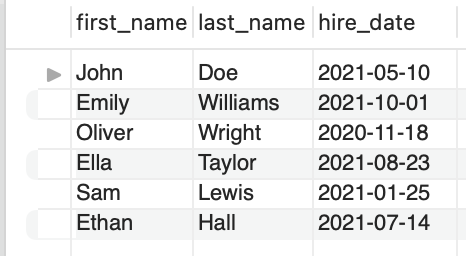 first_name last_name hire_date
John Doe 2021-05-10
Emily Williams 2021-10-01
Oliver Wright 2020-11-18
Ella Taylor 2021-08-23
Sam Lewis 2021-01-25
Ethan Hall 2021-07-14